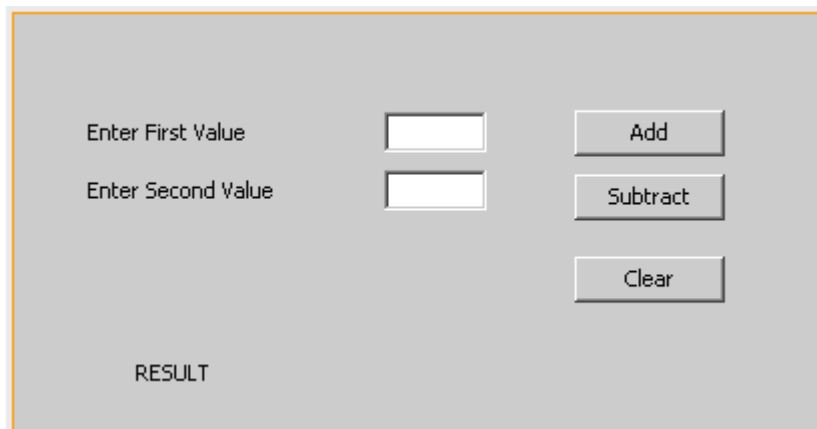 Enter First Value
Add
Enter Second Value
Subtract
Clear
RESULT